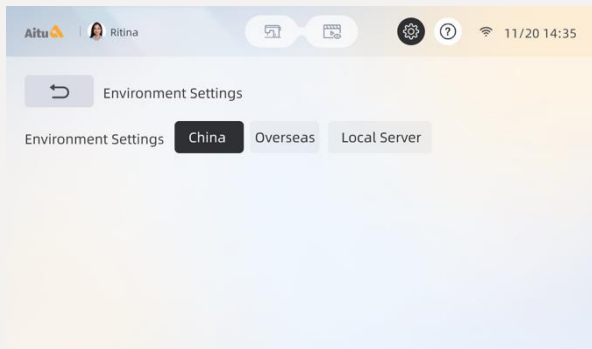 Aitu Ritina ? 11/20 14:35
Environment Settings
Environment Settings China Overseas Local Server